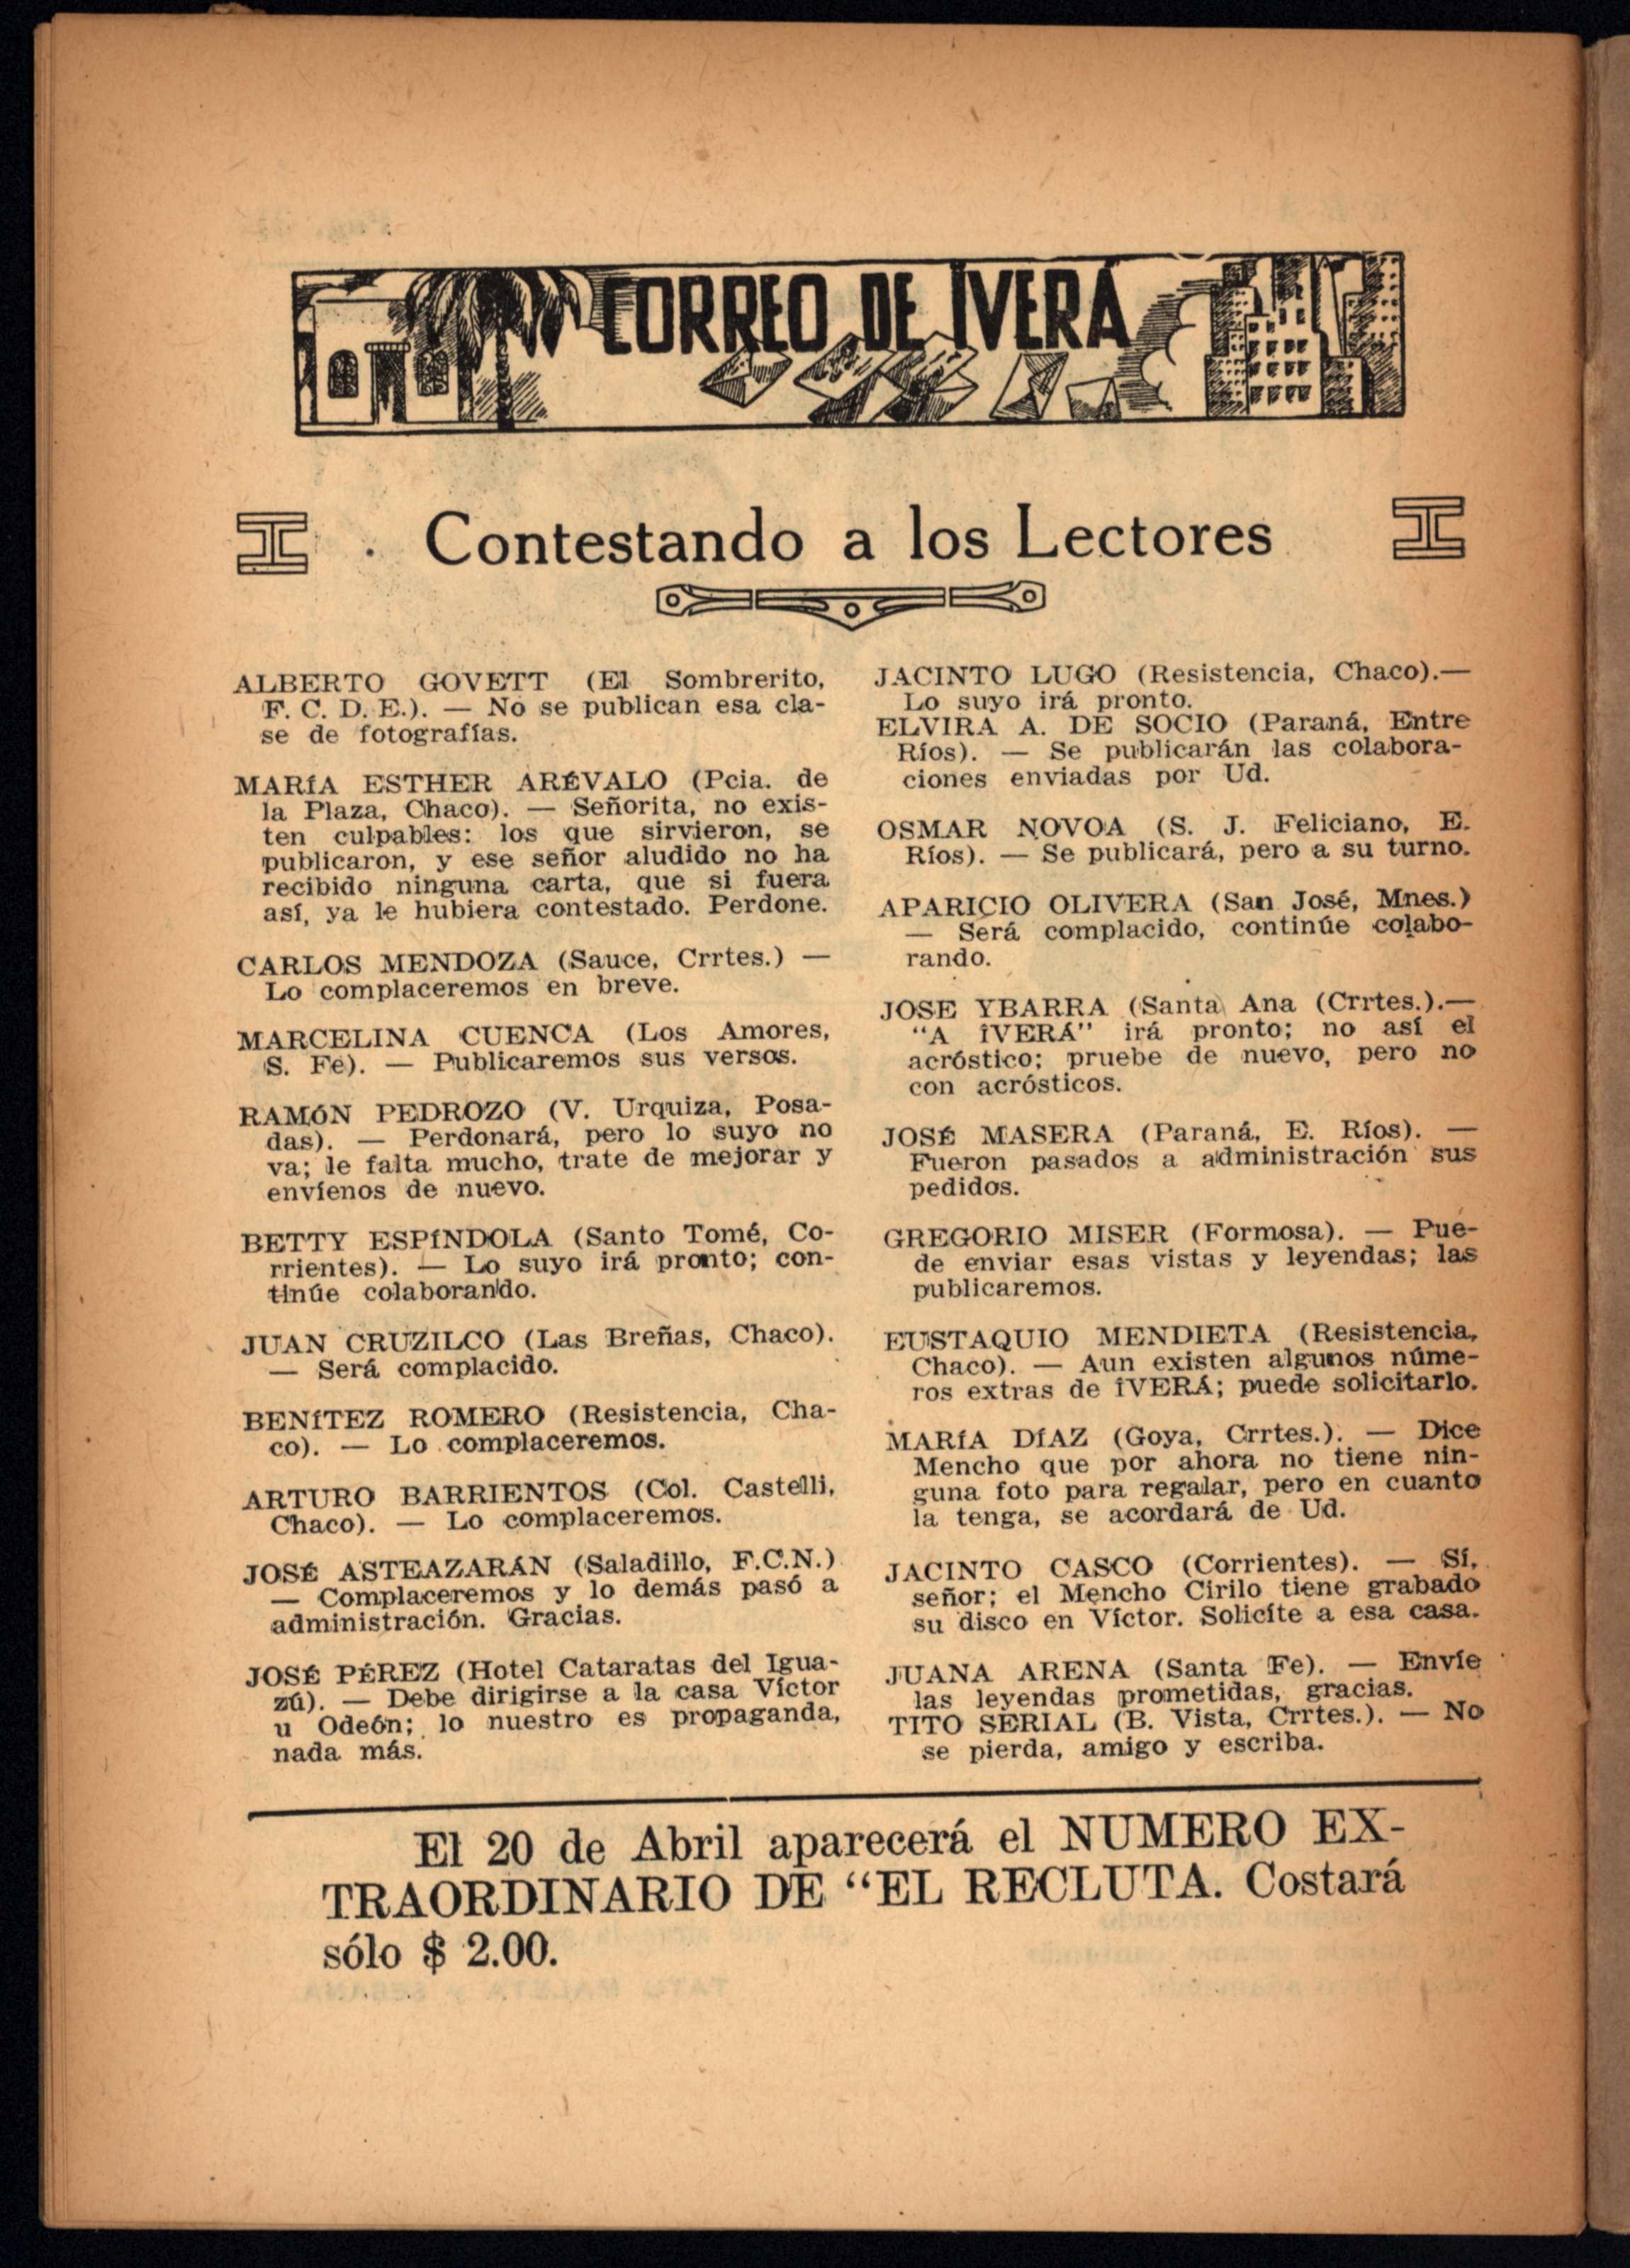 CORREO DE IVERÁ
Contestando a los Lectores
ALBERTO GOVETT (El Sombrerito,
F. C. D. E.). — No se publican esa cla-
se de fotografías.
MARÍA ESTHER ARÉVALO (Pcia. de
la Plaza, Chaco). — Señorita, no exis-
ten culpables: los que sirvieron, se
publicaron, y ese señor aludido no ha
recibido ninguna carta, que si fuera
así, ya le hubiera contestado. Perdone.
CARLOS MENDOZA (Sauce, Crrtes.) —
Lo complaceremos en breve.
MARCELINA CUENCA (Los Amores,
S. Fe). — Publicaremos sus versos.
RAMÓN PEDROZO (V. Urquiza, Posa-
das). — Perdonará, pero lo suyo no
va; le falta mucho, trate de mejorar y
envíenos de nuevo.
BETTY ESPÍNDOLA (Santo Tomé, Co-
rrientes). — Lo suyo irá pronto; con-
tinúe colaborando.
JUAN CRUZILCO (Las Breñas, Chaco).
— Será complacido.
BENÍTEZ ROMERO (Resistencia, Cha-
co). — Lo complaceremos.
ARTURO BARRIENTOS (Col. Castelli,
Chaco). — Lo complaceremos.
JOSÉ ASTEAZARÁN (Saladillo, F.C.N.)
— Complaceremos y lo demás pasó a
administración. Gracias.
JOSÉ PÉREZ (Hotel Cataratas del Igua-
zú). — Debe dirigirse a la casa Víctor
u Odeón; lo nuestro es propaganda,
nada más.
JACINTO LUGO (Resistencia, Chaco).—
Lo suyo irá pronto.
ELVIRA A. DE SOCIO (Paraná, Entre
Ríos). — Se publicarán las colabora-
ciones enviadas por Ud.
OSMAR NOVOA (S. J. Feliciano, E.
Ríos). — Se publicará, pero a su turno.
APARICIO OLIVERA (San José, Mnes.)
— Será complacido, continúe colabo-
rando.
JOSE YBARRA (Santa Ana (Crrtes.).—
"A ÎVERÁ" irá pronto; no así el
acróstico; pruebe de nuevo, pero no
con acrósticos.
JOSÉ MASERA (Paraná, E. Ríos). —
Fueron pasados a administración sus
pedidos.
GREGORIO MISER (Formosa). — Pue-
de enviar esas vistas y leyendas; las
publicaremos.
EUSTAQUIO MENDIETA (Resistencia,
Chaco). — Aun existen algunos núme-
ros extras de ÎVERÁ; puede solicitarlo.
MARÍA DÍAZ (Goya, Crrtes.). — Dice
Mencho que por ahora no tiene nin-
guna foto para regalar, pero en cuanto
la tenga, se acordará de Ud.
JACINTO CASCO (Corrientes). — Sí,
señor; el Mencho Cirilo tiene grabado
su disco en Víctor. Solicíte a esa casa.
JUANA ARENA (Santa Fe). — Envíe
las leyendas prometidas, gracias.
TITO SERIAL (B. Vista, Crrtes.). — No
se pierda, amigo y escriba.
El 20 de Abril aparecerá el NUMERO EX-
TRAORDINARIO DE "EL RECLUTA. Costará
sólo $ 2.00.